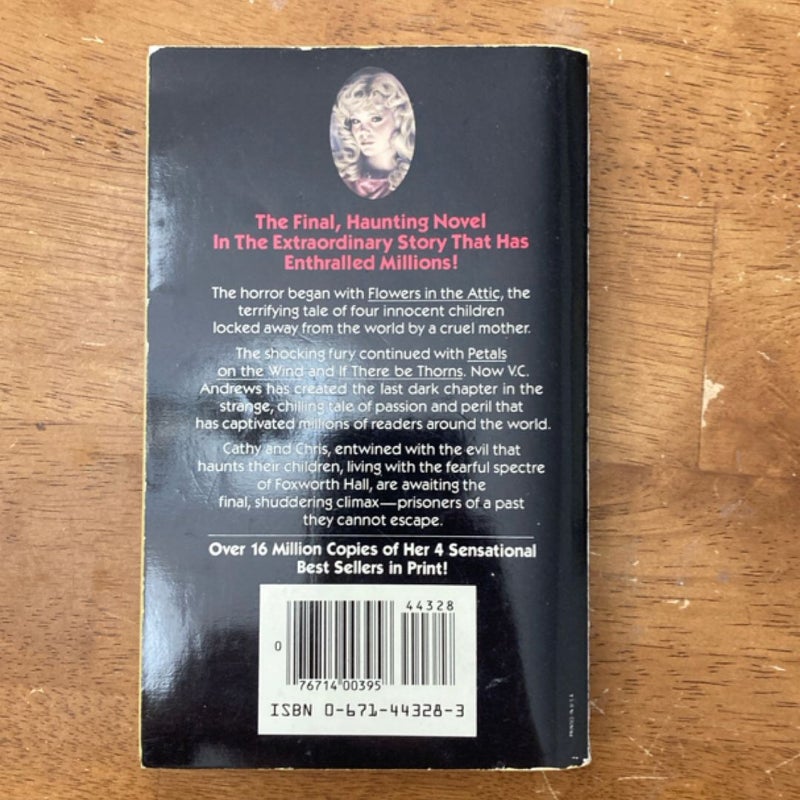 The Final, Haunting Novel
In The Extraordinary Story That Has
Enthralled Millions!
The horror began with Flowers in the Attic, the
terrifying tale of four innocent children
locked away from the world by a cruel mother.
The shocking fury continued with Petals
on the Wind and If There be Thorns. Now V.C.
Andrews has created the last dark chapter in the
strange, chilling tale of passion and peril that
has captivated millions of readers around the world.
Cathy and Chris, entwined with the evil that
haunts their children, living with the fearful spectre
of Foxworth Hall, are awaiting the
final, shuddering climax—prisoners of a past
they cannot escape.
Over 16 Million Copies of Her 4 Sensational
Best Sellers in Print!
44328
0
76714 00395
ISBN 0-671-44328-3
PRINTED IN U.S.A.